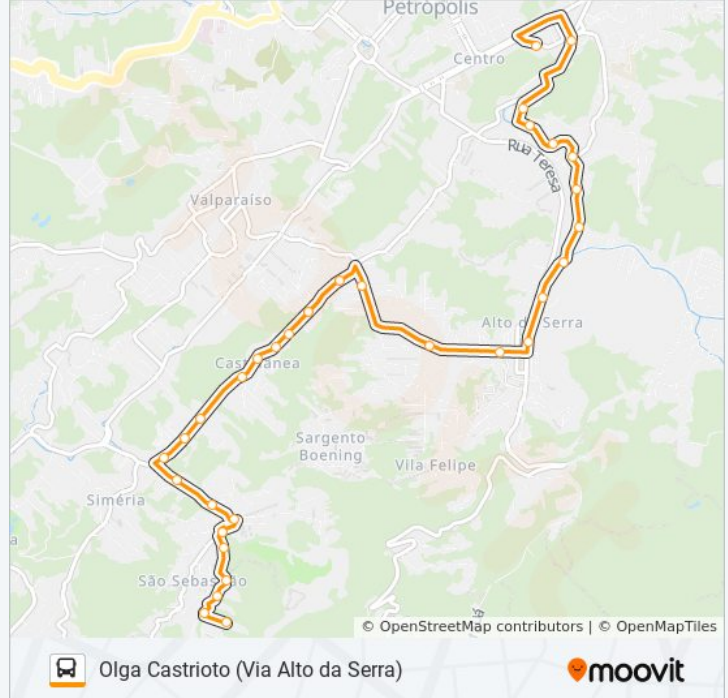 Petrópolis
Centro
Rua Teresa
Valparaíso
Alto da Serra
Castelânea
Sargento
Boening
Vila Felipe
Siméria
a
São Sebastião
© OpenStreetMap contributors | © OpenMapTiles
Olga Castrioto (Via Alto da Serra)
moovit